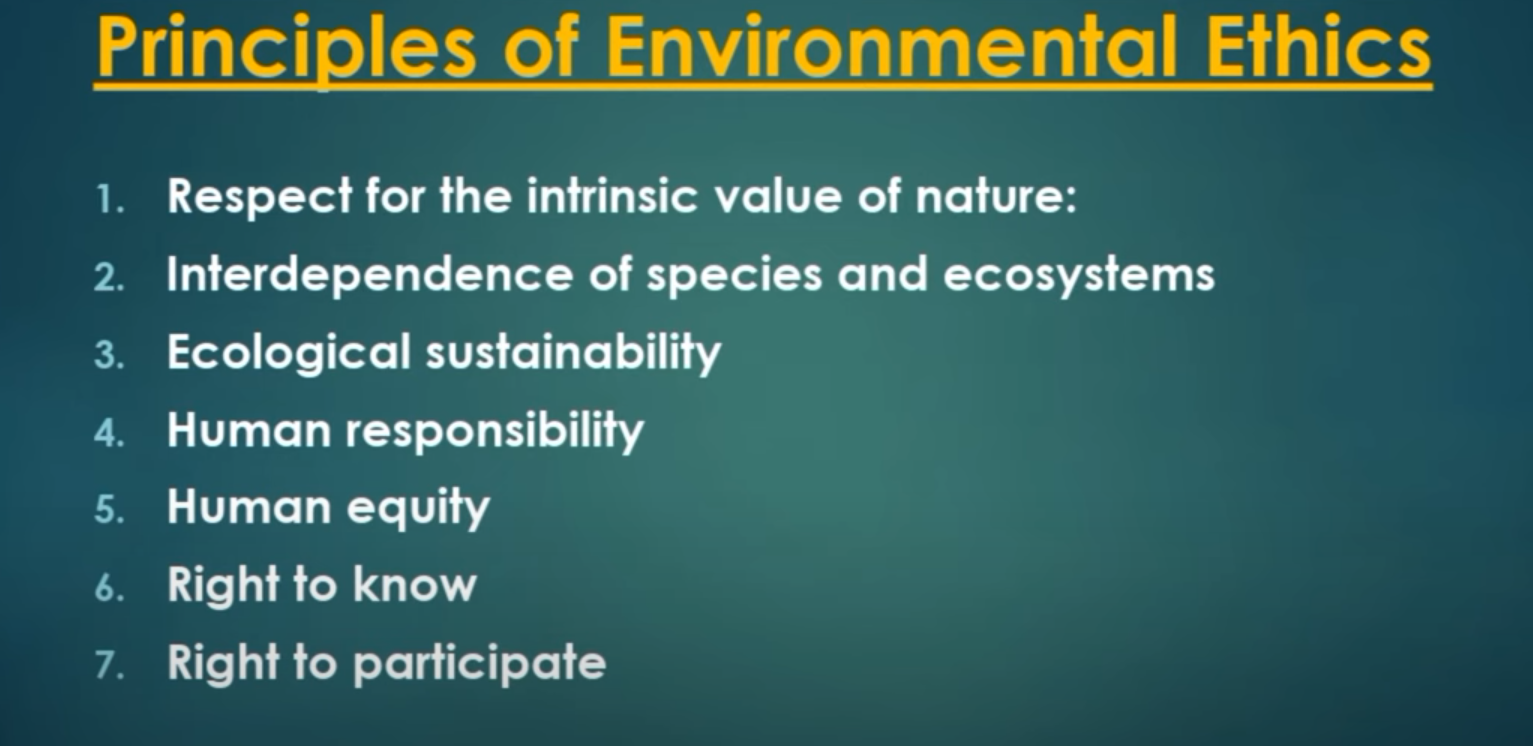 Principles of Environmental Ethics
1. Respect for the intrinsic value of nature:
2. Interdependence of species and ecosystems
3. Ecological sustainability
4. Human responsibility
5. Human equity
6. Right to know
7. Right to participate